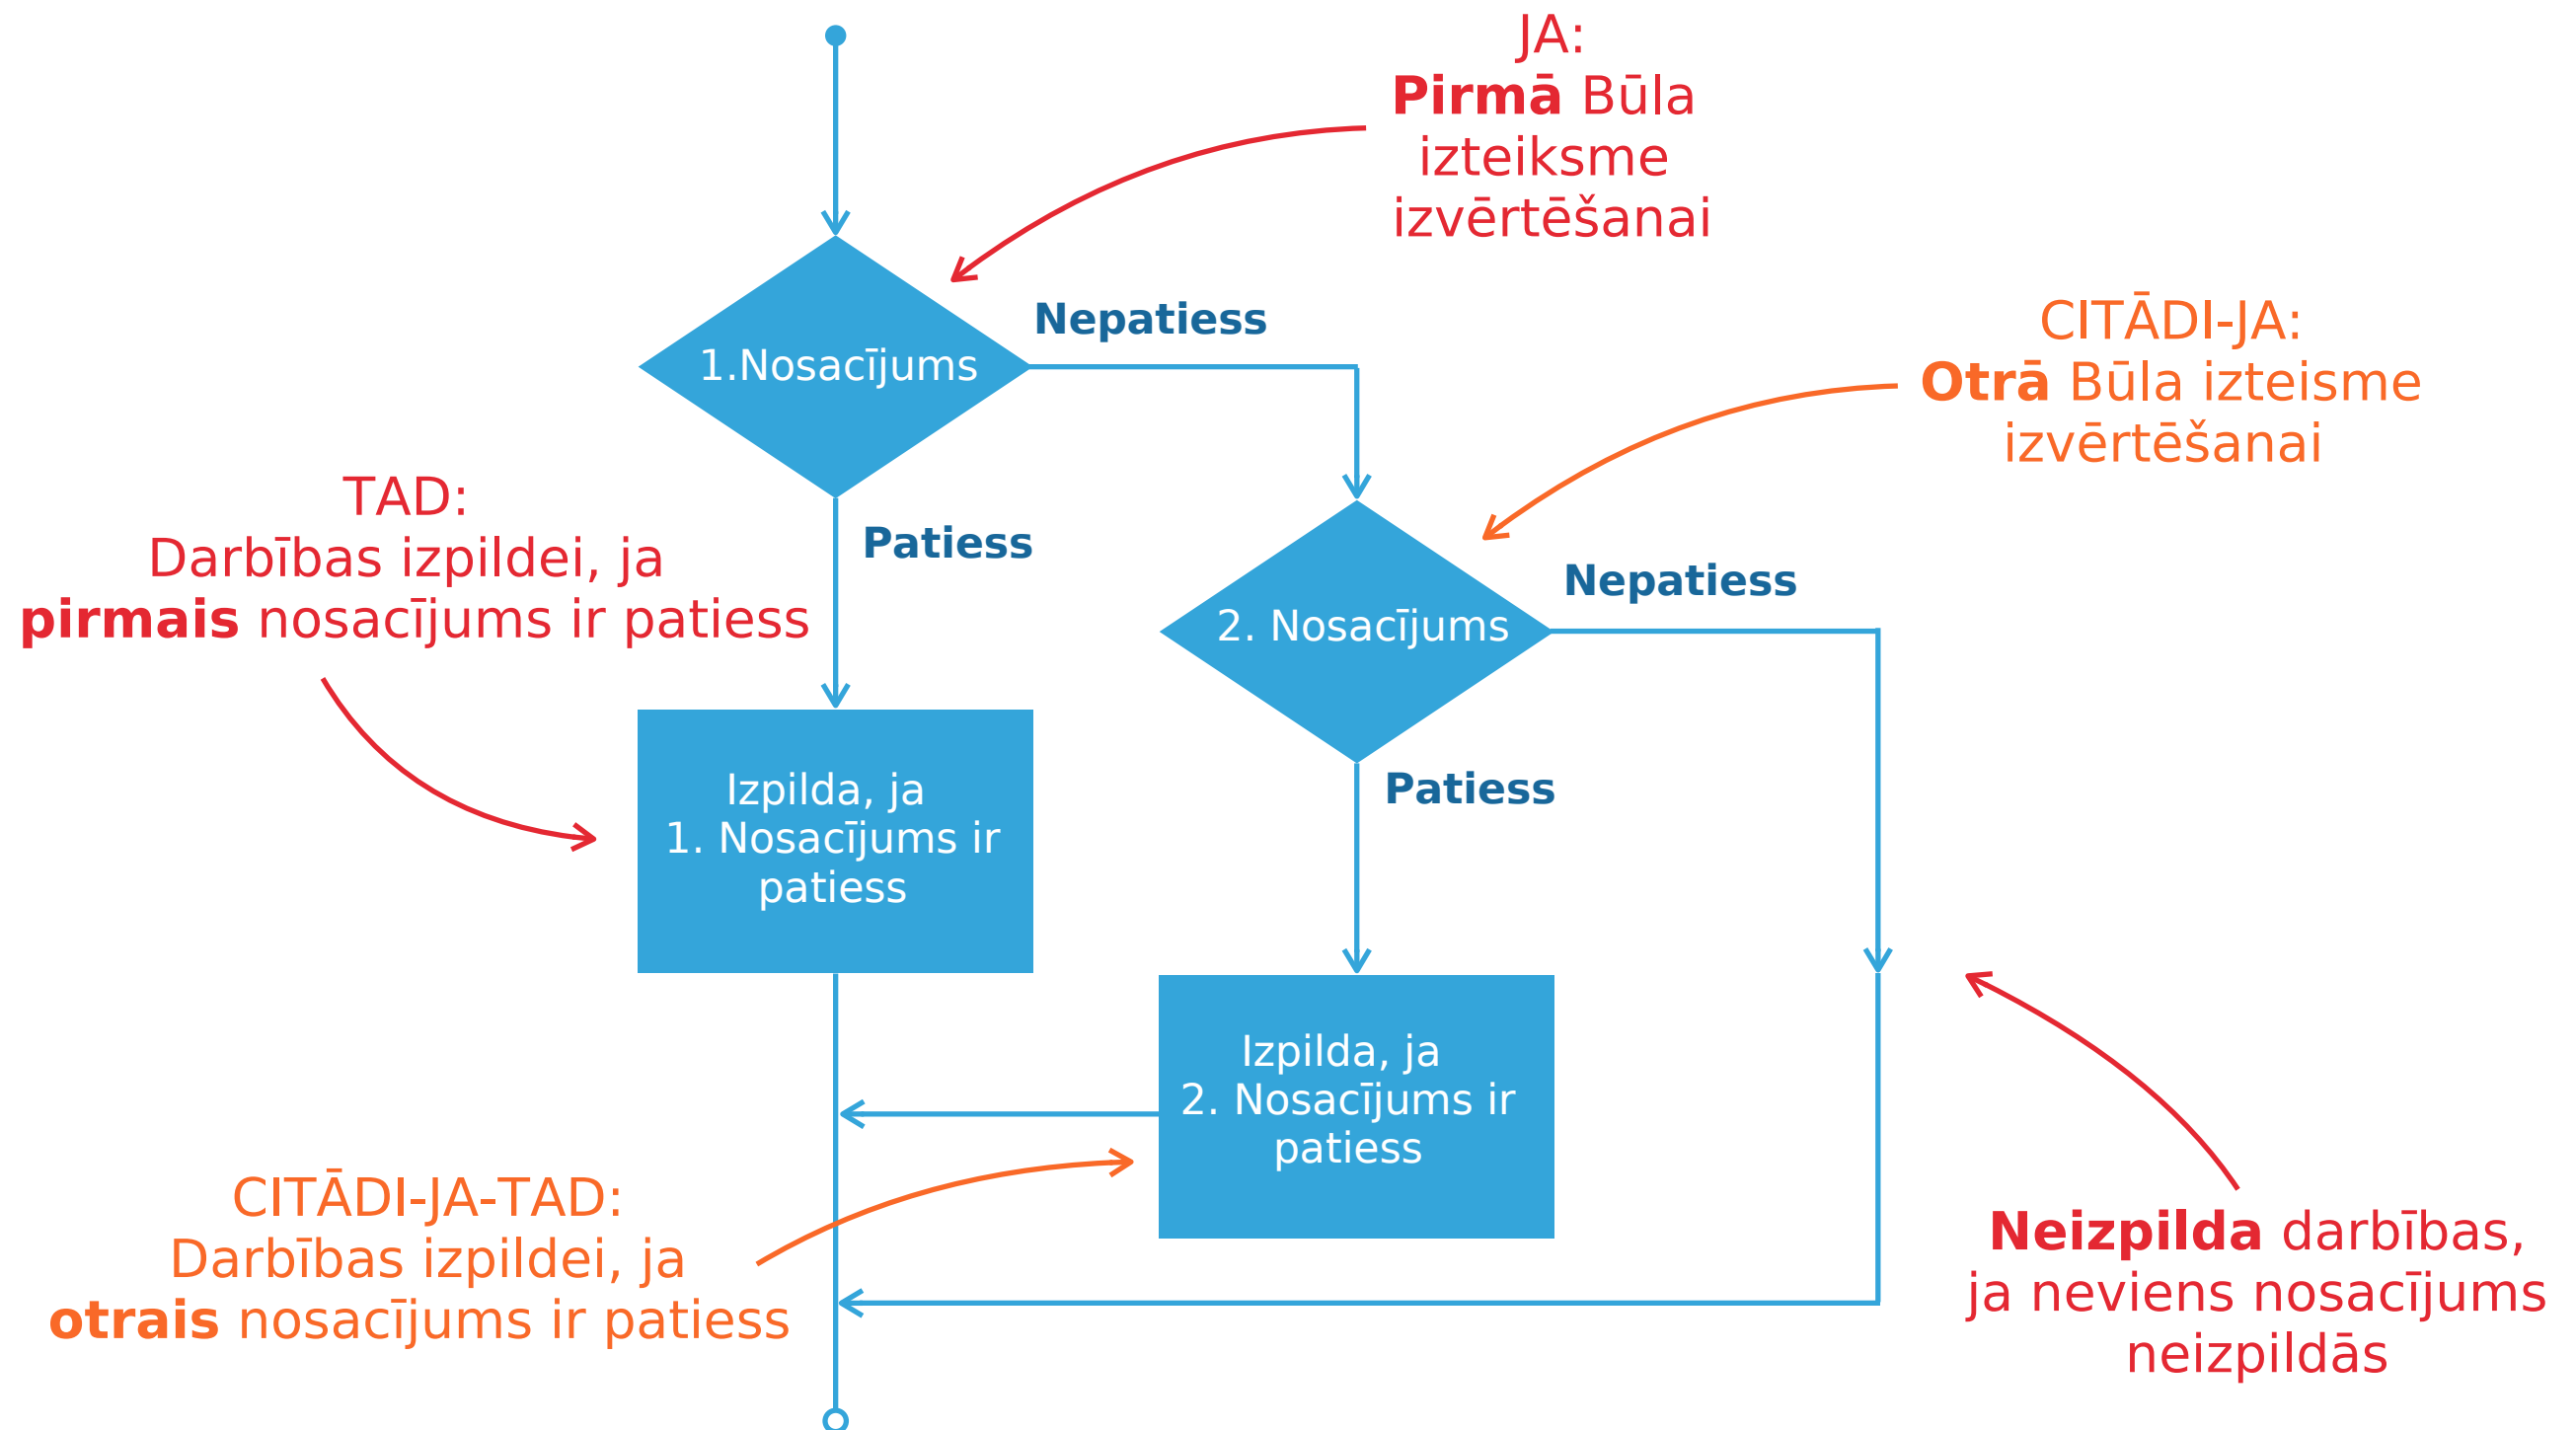 JA:
Pirmā Būla
izteiksme
izvērtēšanai
Nepatiess
1.Nosacījums
CITĀDI-JA:
Otrā Būla izteisme
izvērtēšanai
TAD:
Darbības izpildei, ja
pirmais nosacījums ir patiess
Patiess
Nepatiess
2. Nosacījums
Patiess
Izpilda, ja
1. Nosacījums ir
patiess
Izpilda, ja
2. Nosacījums ir
patiess
CITĀDI-JA-TAD:
Darbības izpildei, ja
otrais nosacījums ir patiess
Neizpilda darbības,
ja neviens nosacījums
neizpildās